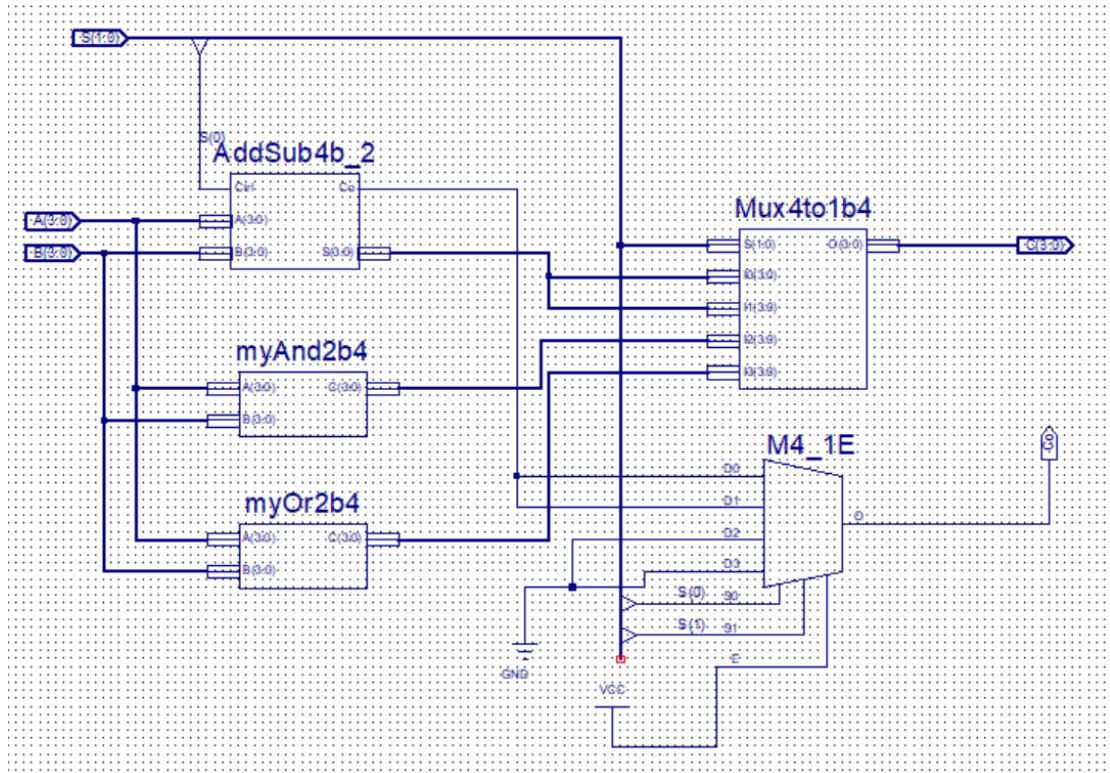 S(1:0)
S(0)
AddSub4b_2
Ctrl Co
A(3:0) A(3:0)
B(3:0) B(3:0) S(3:0)
Mux4to1b4
S(1:0) O(3:0) C(3:0)
I0(3:0)
I1(3:0)
I2(3:0)
I3(3:0)
myAnd2b4
A(3:0) C(3:0)
B(3:0)
M4_1E
D0
D1
D2
D3
O
Co
S(0) S0
S(1) S1
E
myOr2b4
A(3:0) C(3:0)
B(3:0)
GND
VCC